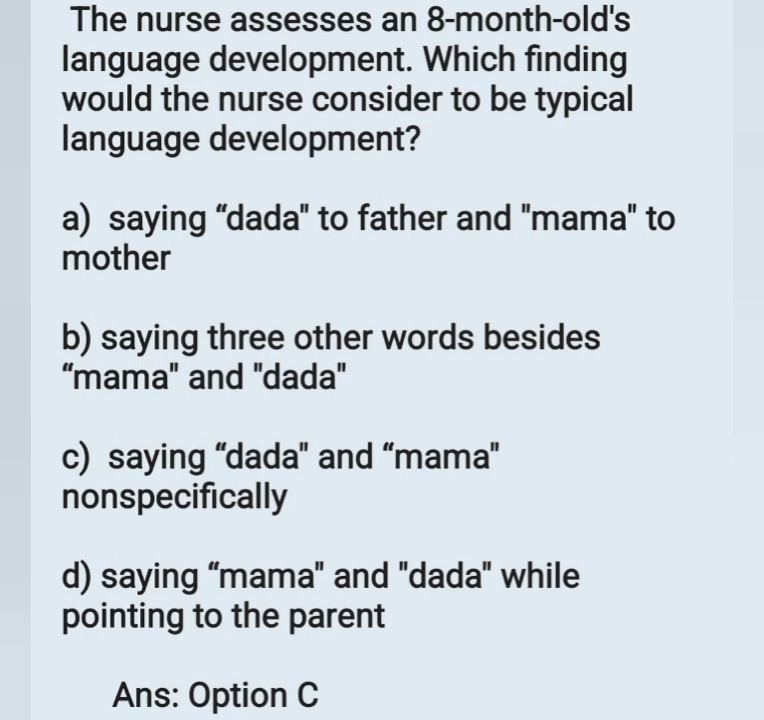 The nurse assesses an 8-month-old's
language development. Which finding
would the nurse consider to be typical
language development?
a) saying “dada" to father and "mama" to
mother
b) saying three other words besides
“mama" and "dada"
c) saying “dada" and “mama"
nonspecifically
d) saying “mama" and "dada" while
pointing to the parent
Ans: Option C